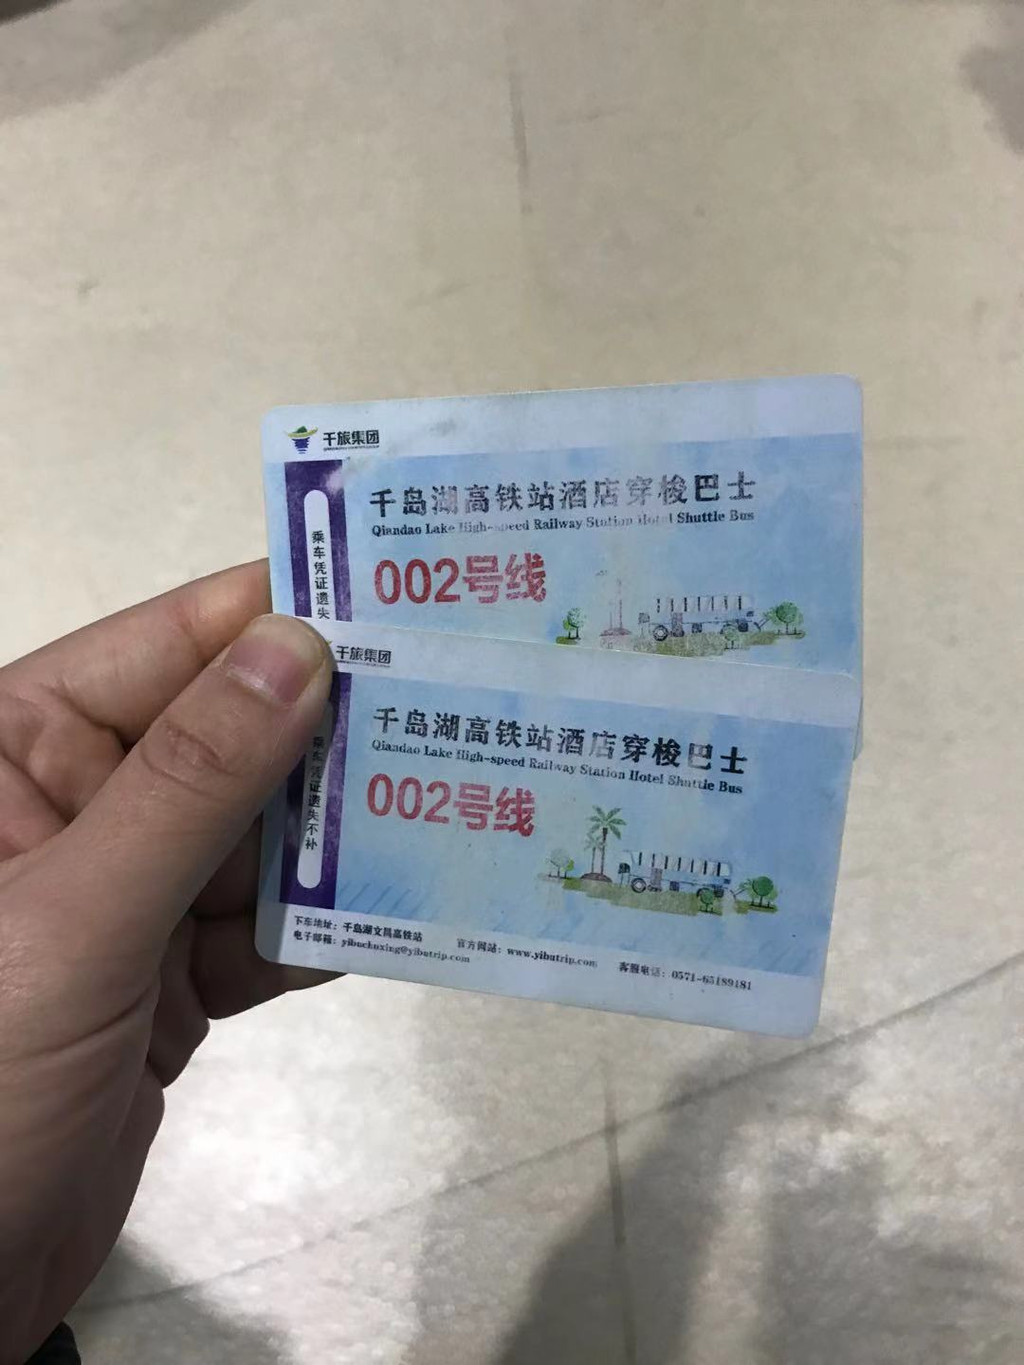 千旅集团
千岛湖高铁站酒店穿梭巴士
Qiandao Lake High-speed Railway Station Hotel Shuttle Bus
002号线
乘车凭证遗失
千旅集团
千岛湖高铁站酒店穿梭巴士
Qiandao Lake High-speed Railway Station Hotel Shuttle Bus
002号线
乘车凭证遗失不补
下车地址：千岛湖文昌高铁站
电子邮箱：yibuchuxing@yibutrip.com
官方网站：www.yibutrip.com
客服电话：0571-65189181